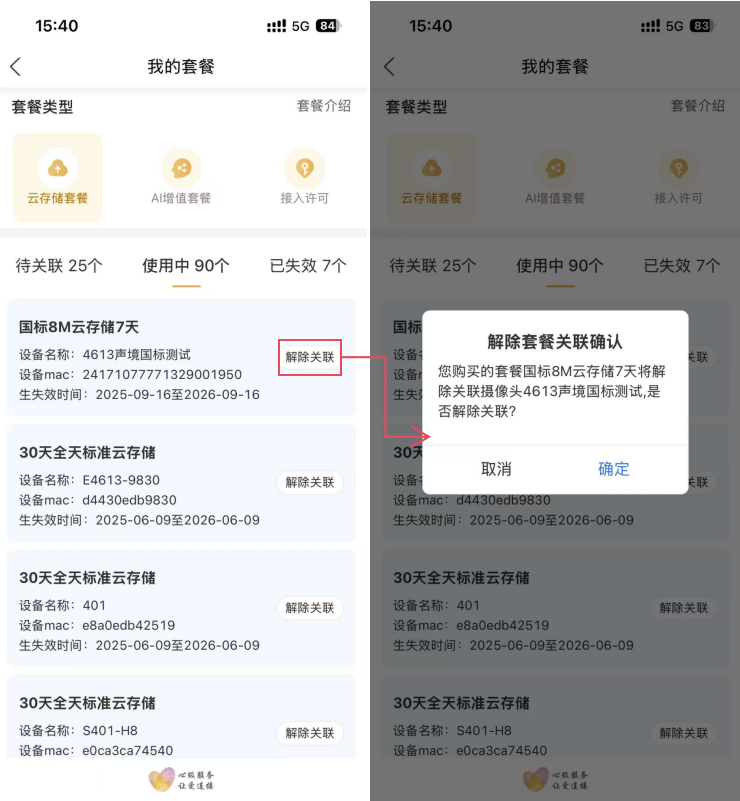 15:40
5G 84
我的套餐
套餐类型
套餐介绍
云存储套餐
AI增值套餐
接入许可
待关联 25个
使用中 90个
已失效 7个
国标8M云存储7天
设备名称：4613声境国标测试
解除关联
设备mac：24171077771329001950
生失效时间：2025-09-16至2026-09-16
30天全天标准云存储
设备名称：E4613-9830
解除关联
设备mac：d4430edb9830
生失效时间：2025-06-09至2026-06-09
30天全天标准云存储
设备名称：401
解除关联
设备mac：e8a0edb42519
生失效时间：2025-06-09至2026-06-09
30天全天标准云存储
设备名称：S401-H8
解除关联
设备mac：e0ca3ca74540
心级服务
让爱连接
15:40
5G 83
我的套餐
套餐类型
套餐介绍
云存储套餐
AI增值套餐
接入许可
待关联 25个
使用中 90个
已失效 7个
国标
设备
关联
设备
生失
解除套餐关联确认
您购买的套餐国标8M云存储7天将解
除关联摄像头4613声境国标测试,是
否解除关联?
取消
确定
30天
设备
关联
设备mac：d4430edb9830
生失效时间：2025-06-09至2026-06-09
30天全天标准云存储
设备名称：401
解除关联
设备mac：e8a0edb42519
生失效时间：2025-06-09至2026-06-09
30天全天标准云存储
设备名称：S401-H8
解除关联
设备mac：e0ca3ca74540
心级服务
让爱连接